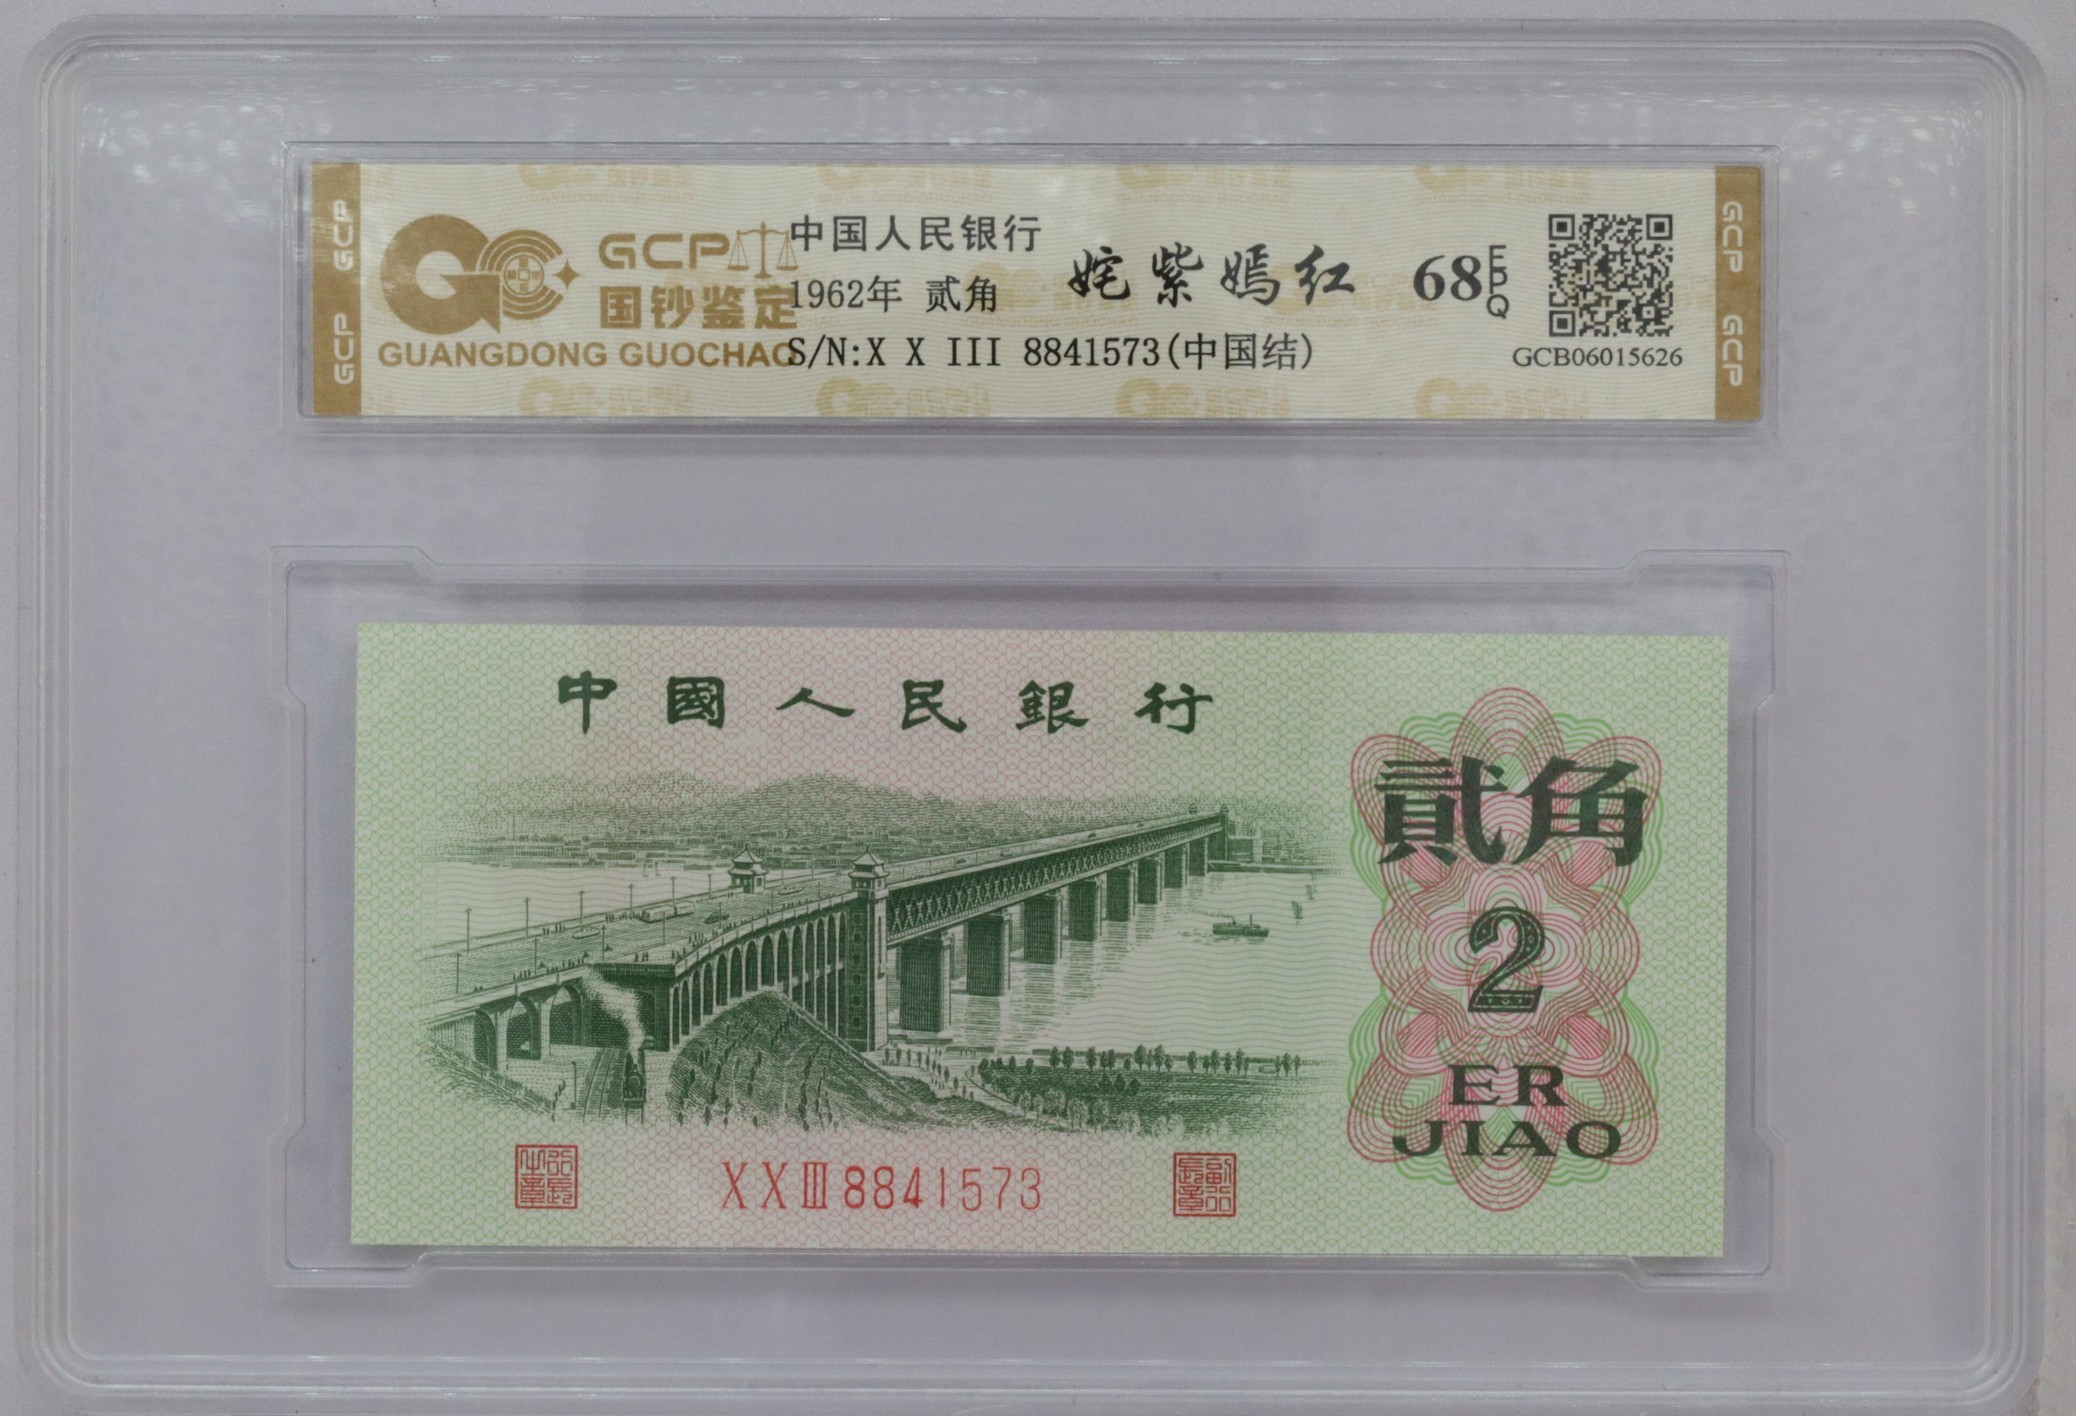 GCP
GCP
GCP
国钞鉴定
GUANGDONG GUOCHAO
中国人民银行
1962年 贰角
S/N:X X III 8841573(中国结)
姹紫嫣红
68
EPQ
GCB06015626
GCP
GCP
中國人民銀行
貳角
2
ER
JIAO
XXIII8841573